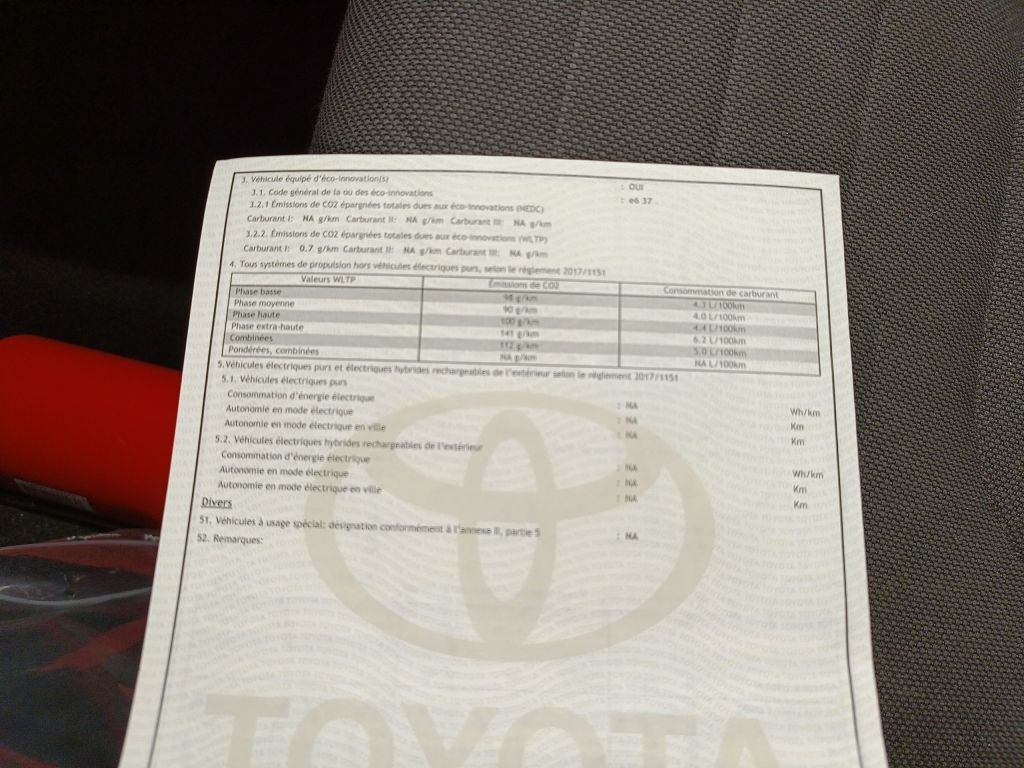 3. Véhicule équipé d'éco-innovation(s) : OUI
3.1. Code général de la ou des éco-innovations : e6 37
3.2.1 Émissions de CO2 épargnées totales dues aux éco-innovations (NEDC)
Carburant I: NA g/km Carburant II: NA g/km Carburant III: NA g/km
3.2.2. Émissions de CO2 épargnées totales dues aux éco-innovations (WLTP)
Carburant I: 0.7 g/km Carburant II: NA g/km Carburant III: NA g/km
4. Tous systèmes de propulsion hors véhicules électriques purs, selon le règlement 2017/1151
Valeurs WLTP Émissions de CO2 Consommation de carburant
Phase basse 98 g/km 4.3 L/100km
Phase moyenne 90 g/km 4.0 L/100km
Phase haute 100 g/km 4.4 L/100km
Phase extra-haute 141 g/km 6.2 L/100km
Combinées 112 g/km 5.0 L/100km
Pondérées, combinées NA g/km NA L/100km
5.Véhicules électriques purs et électriques hybrides rechargeables de l'extérieur selon le règlement 2017/1151
5.1. Véhicules électriques purs
Consommation d'énergie électrique : NA Wh/km
Autonomie en mode électrique : NA Km
Autonomie en mode électrique en ville : NA Km
5.2. Véhicules électriques hybrides rechargeables de l'extérieur
Consommation d'énergie électrique : NA Wh/km
Autonomie en mode électrique : NA Km
Autonomie en mode électrique en ville : NA Km
Divers
51. Véhicules à usage spécial: désignation conformément à l'annexe II, partie 5 : NA
52. Remarques:
TOYOTA